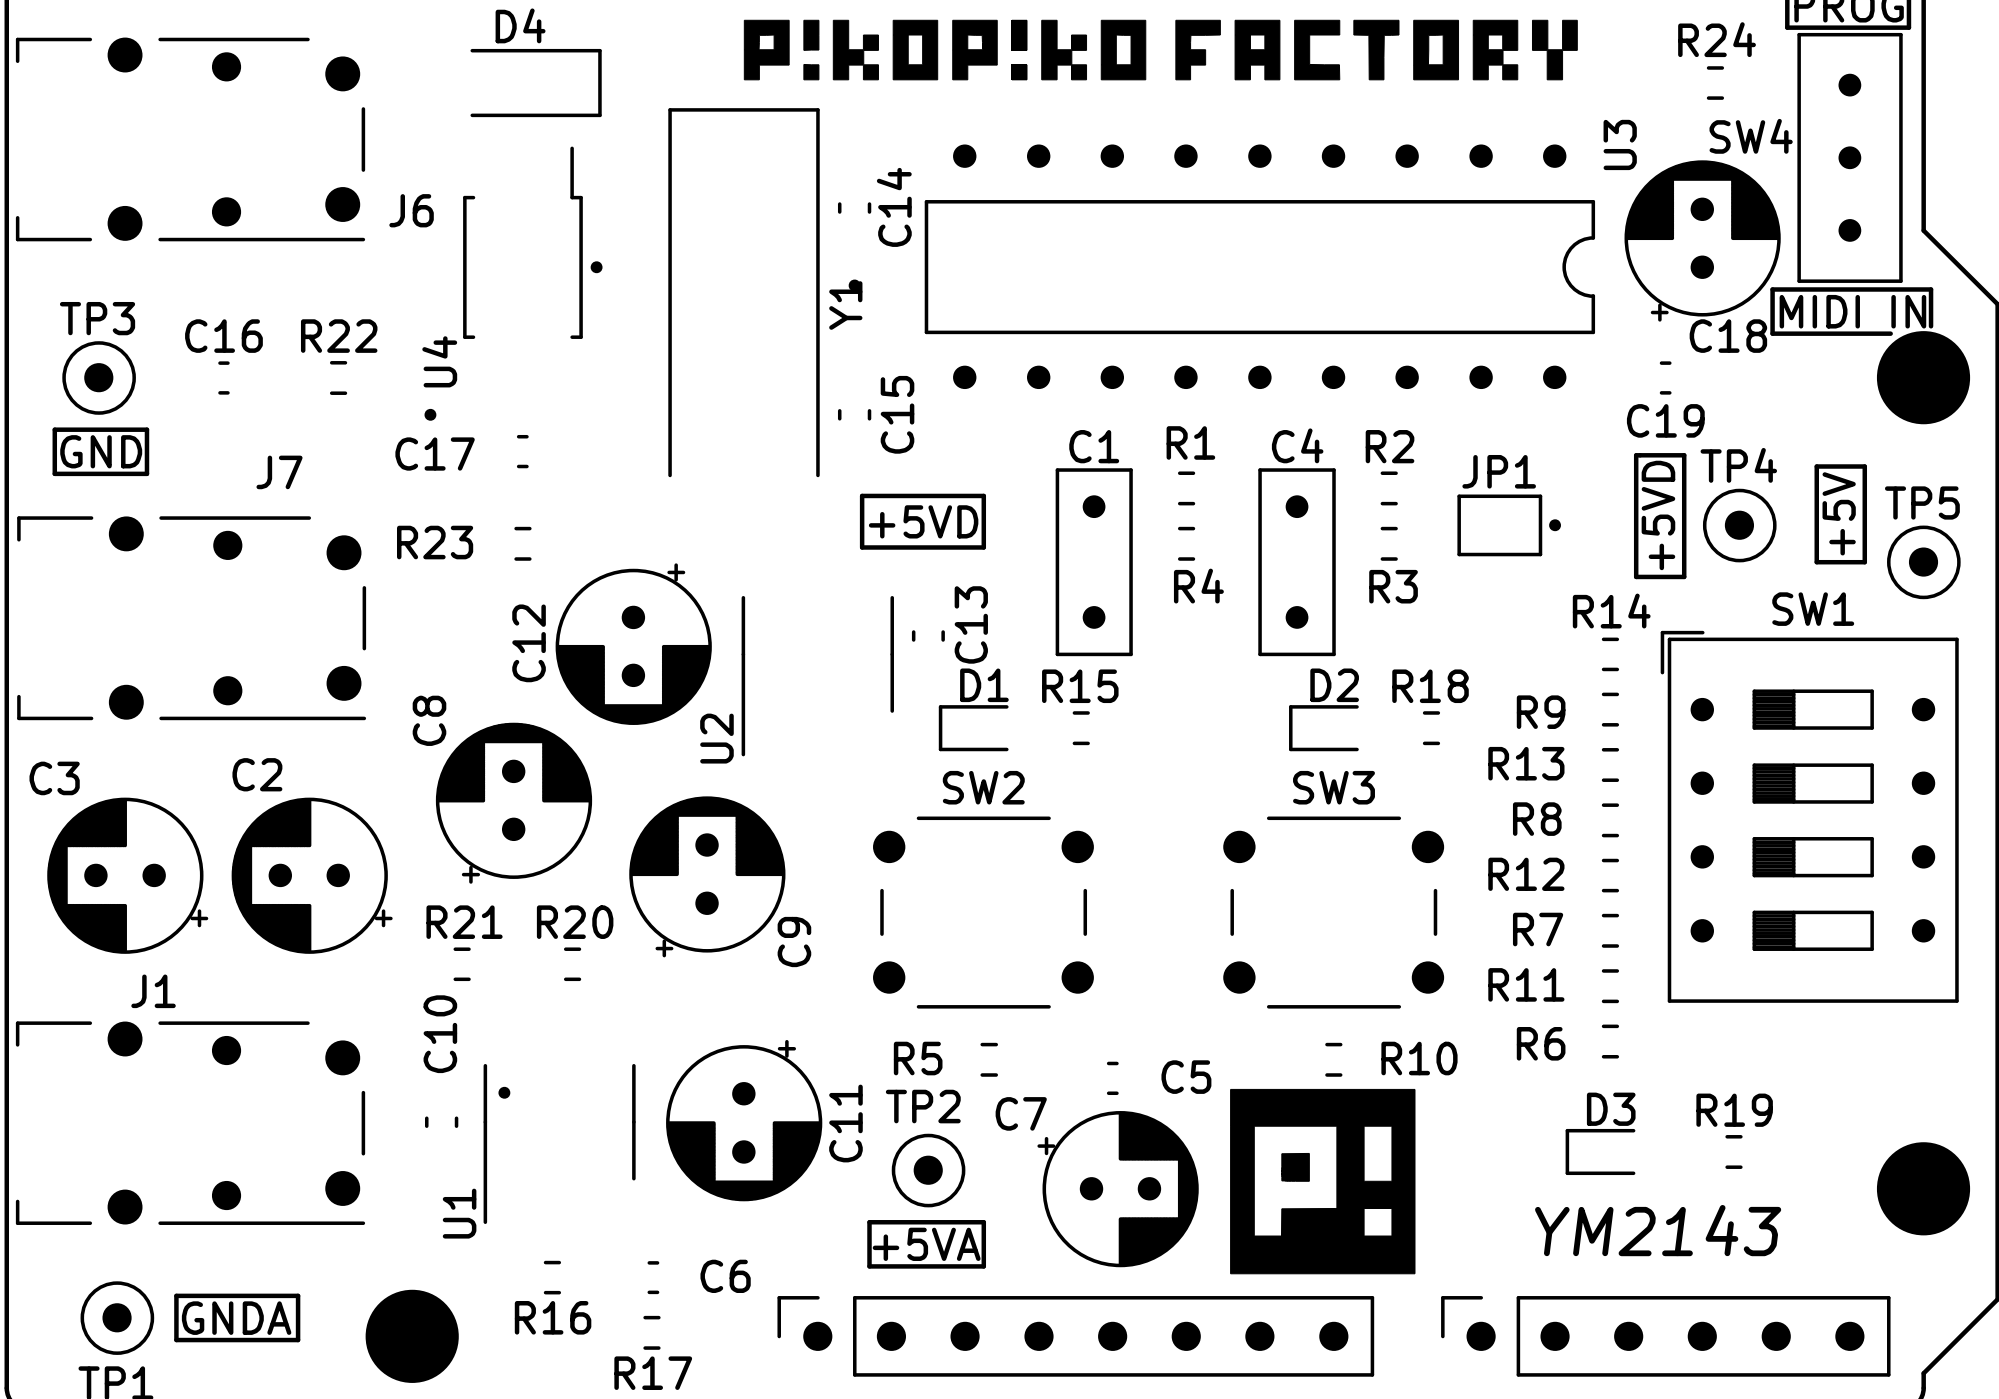 PROG
D4
P!KOP!KO FACTORY
R24
U3
SW4
J6
C14
TP3
C16
R22
U4
Y1
MIDI IN
C18
GND
C17
C15
C19
J7
C1
R1
C4
R2
JP1
+5VD
TP4
+5V
TP5
R23
+5VD
R4
R3
C12
C13
R14
SW1
C8
U2
D1
R15
D2
R18
R9
C3
C2
SW2
SW3
R13
R8
R12
R21
R20
C9
R7
J1
C10
R11
R6
R5
C5
R10
TP2
C7
C11
D3
R19
P!
U1
+5VA
YM2143
C6
GNDA
R16
R17
TP1